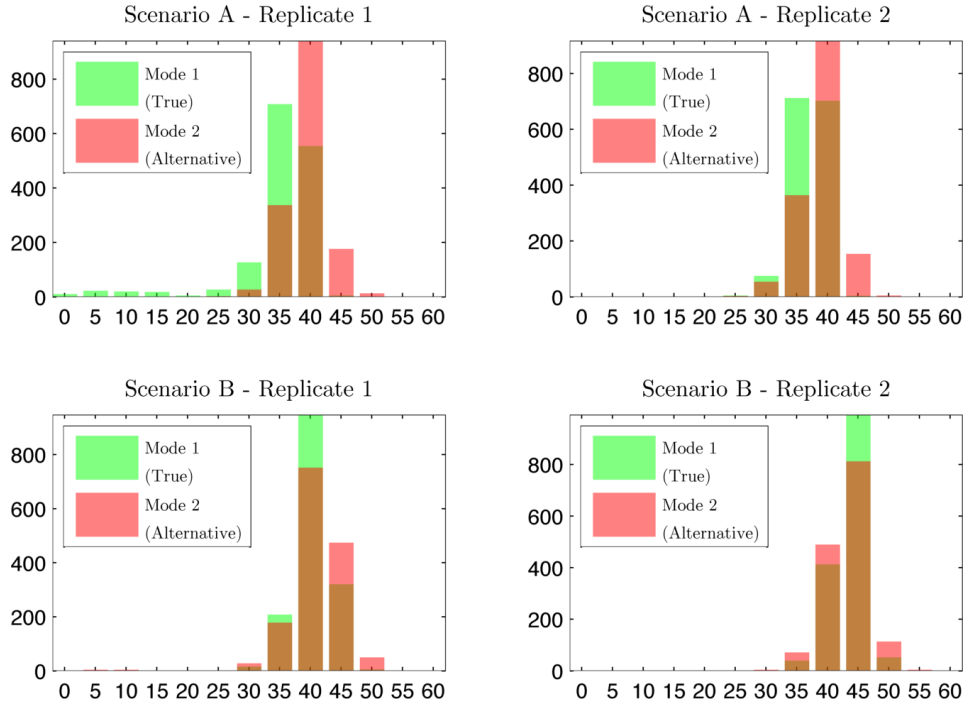 Scenario A - Replicate 1
800
600
400
200
0
Mode 1
(True)
Mode 2
(Alternative)
0 5 10 15 20 25 30 35 40 45 50 55 60
Scenario A - Replicate 2
800
600
400
200
0
Mode 1
(True)
Mode 2
(Alternative)
0 5 10 15 20 25 30 35 40 45 50 55 60
Scenario B - Replicate 1
800
600
400
200
0
Mode 1
(True)
Mode 2
(Alternative)
0 5 10 15 20 25 30 35 40 45 50 55 60
Scenario B - Replicate 2
800
600
400
200
0
Mode 1
(True)
Mode 2
(Alternative)
0 5 10 15 20 25 30 35 40 45 50 55 60